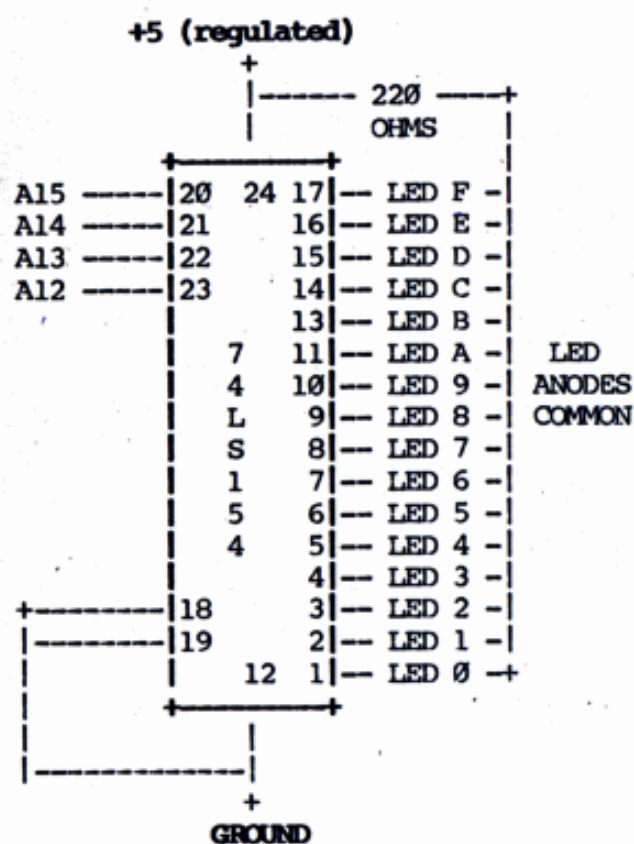 +5 (regulated)
+
|------ 220 ----+
| OHMS |
+----------+ |
A15 -----|20 24 17|-- LED F -|
A14 -----|21 16|-- LED E -|
A13 -----|22 15|-- LED D -|
A12 -----|23 14|-- LED C -|
| 13|-- LED B -|
| 7 11|-- LED A -| LED
| 4 10|-- LED 9 -| ANODES
| L 9|-- LED 8 -| COMMON
| S 8|-- LED 7 -|
| 1 7|-- LED 6 -|
| 5 6|-- LED 5 -|
| 4 5|-- LED 4 -|
| 4|-- LED 3 -|
+--------|18 3|-- LED 2 -|
|--------|19 2|-- LED 1 -|
| | 12 1|-- LED 0 -+
| +----------+
| |
|-------------|
+
GROUND